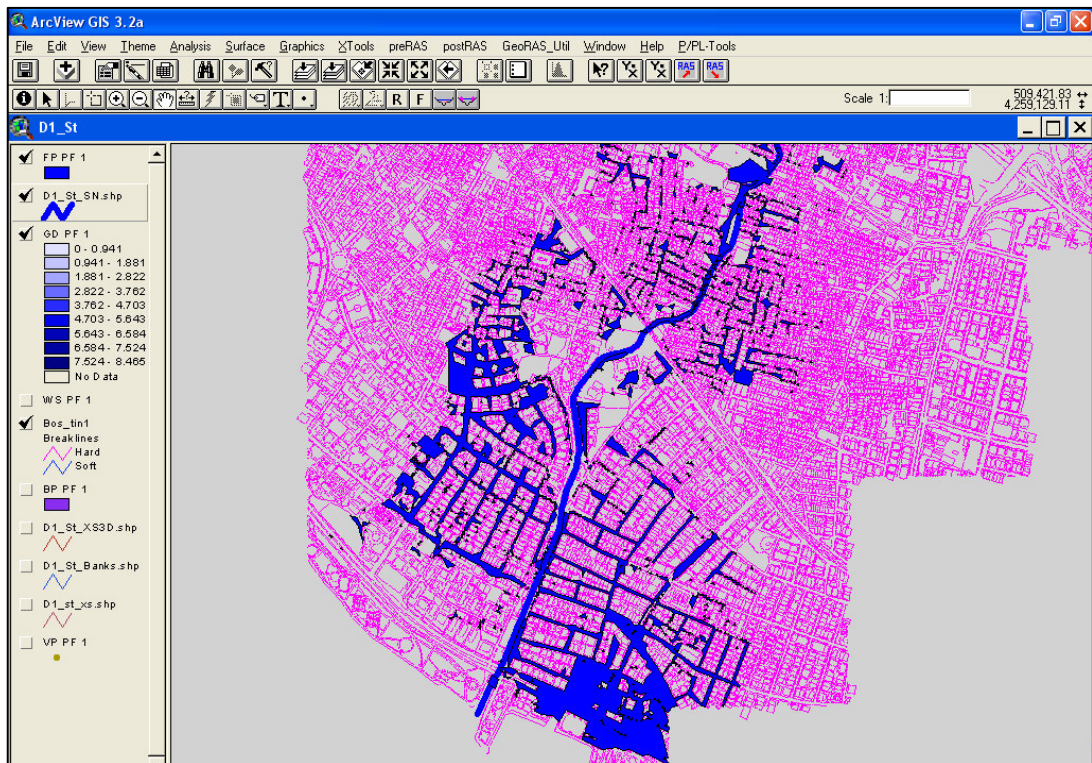 ArcView GIS 3.2a
File Edit View Theme Analysis Surface Graphics XTools preRAS postRAS GeoRAS_Util Window Help P/PL-Tools
RAS RAS
T R F Scale 1: 509,421.83
4,259,129.11
D1_St
FP PF 1
D1_St_SN.shp
GD PF 1
0 - 0.941
0.941 - 1.881
1.881 - 2.822
2.822 - 3.762
3.762 - 4.703
4.703 - 5.643
5.643 - 6.584
6.584 - 7.524
7.524 - 8.465
No Data
WS PF 1
Bos_tin1
Breaklines
Hard
Soft
BP PF 1
D1_St_XS3D.shp
D1_St_Banks.shp
D1_st_xs.shp
VP PF 1